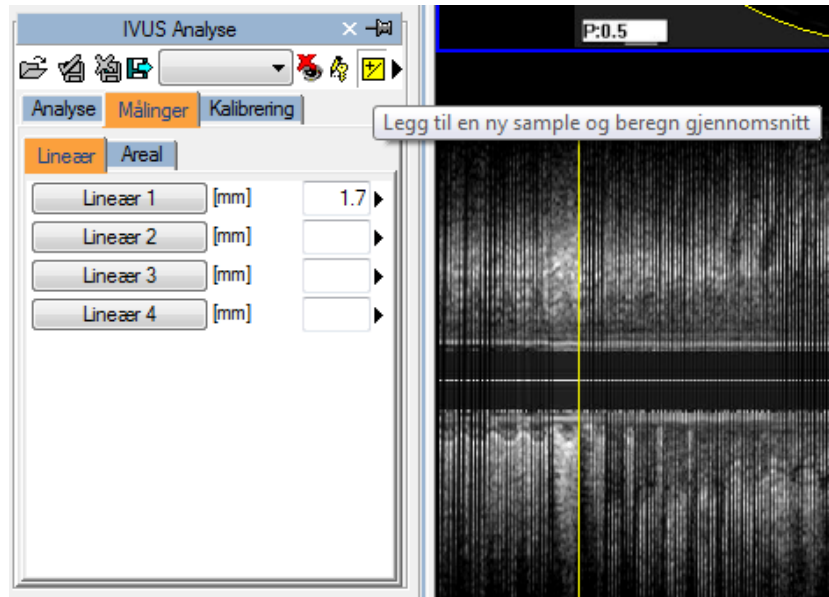 IVUS Analyse
P:0.5
Analyse Målinger Kalibrering
Legg til en ny sample og beregn gjennomsnitt
Lineær Areal
Lineær 1 [mm] 1.7
Lineær 2 [mm]
Lineær 3 [mm]
Lineær 4 [mm]